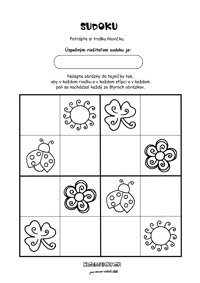 SUDOKU
Potrápte si trošku hlavičku.
Úspešným riešiteľom sudoku je:
Nalepte obrázky do tajničky tak,
aby v každom riadku a v každom stĺpci a v každom
poli sa nachádzal každý zo štyroch obrázkov.